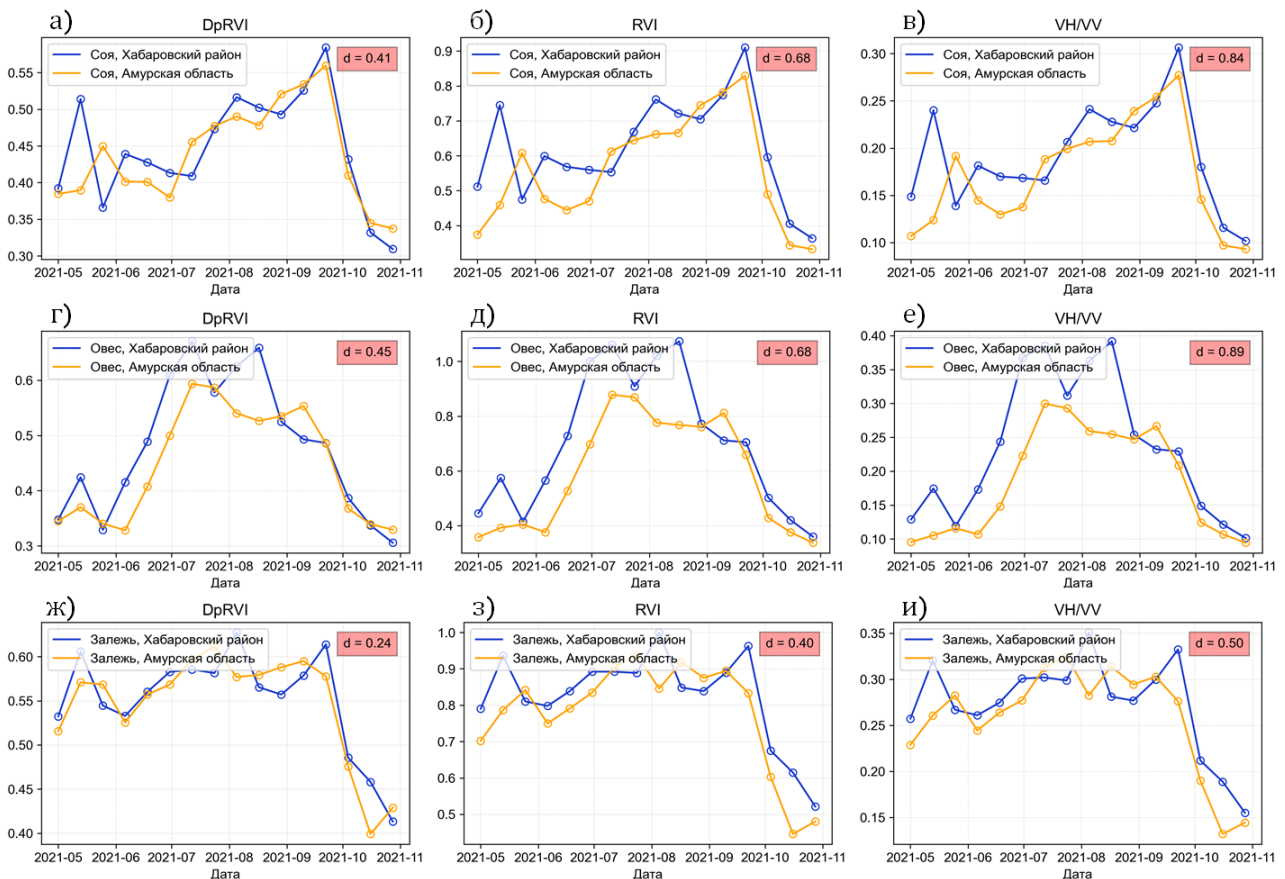 а)
DpRVI
Соя, Хабаровский район
Соя, Амурская область
d = 0.41
0.55
0.50
0.45
0.40
0.35
0.30
2021-05 2021-06 2021-07 2021-08 2021-09 2021-10 2021-11
Дата
б)
RVI
Соя, Хабаровский район
Соя, Амурская область
d = 0.68
0.9
0.8
0.7
0.6
0.5
0.4
2021-05 2021-06 2021-07 2021-08 2021-09 2021-10 2021-11
Дата
в)
VH/VV
Соя, Хабаровский район
Соя, Амурская область
d = 0.84
0.30
0.25
0.20
0.15
0.10
2021-05 2021-06 2021-07 2021-08 2021-09 2021-10 2021-11
Дата
г)
DpRVI
Овес, Хабаровский район
Овес, Амурская область
d = 0.45
0.6
0.5
0.4
0.3
2021-05 2021-06 2021-07 2021-08 2021-09 2021-10 2021-11
Дата
д)
RVI
Овес, Хабаровский район
Овес, Амурская область
d = 0.68
1.0
0.8
0.6
0.4
2021-05 2021-06 2021-07 2021-08 2021-09 2021-10 2021-11
Дата
е)
VH/VV
Овес, Хабаровский район
Овес, Амурская область
d = 0.89
0.40
0.35
0.30
0.25
0.20
0.15
0.10
2021-05 2021-06 2021-07 2021-08 2021-09 2021-10 2021-11
Дата
ж)
DpRVI
Залежь, Хабаровский район
Залежь, Амурская область
d = 0.24
0.60
0.55
0.50
0.45
0.40
2021-05 2021-06 2021-07 2021-08 2021-09 2021-10 2021-11
Дата
з)
RVI
Залежь, Хабаровский район
Залежь, Амурская область
d = 0.40
1.0
0.9
0.8
0.7
0.6
0.5
2021-05 2021-06 2021-07 2021-08 2021-09 2021-10 2021-11
Дата
и)
VH/VV
Залежь, Хабаровский район
Залежь, Амурская область
d = 0.50
0.35
0.30
0.25
0.20
0.15
2021-05 2021-06 2021-07 2021-08 2021-09 2021-10 2021-11
Дата